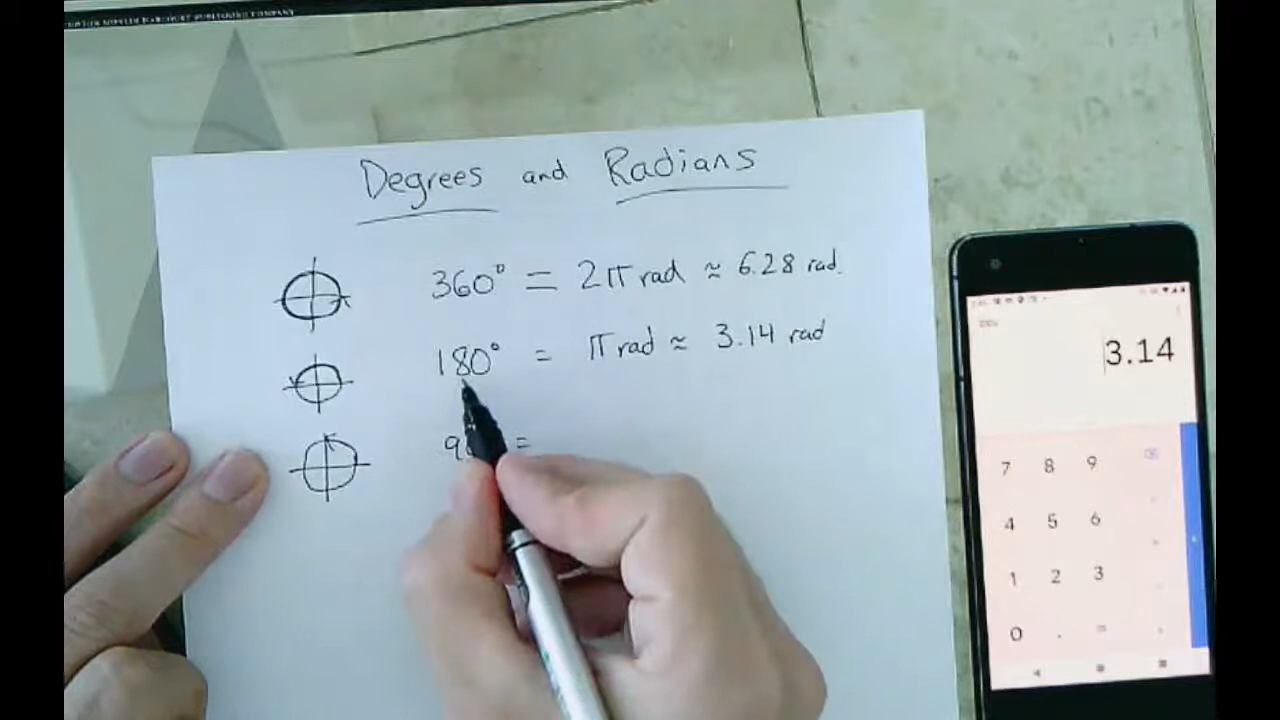 Degrees and Radians
360° = 2π rad ≈ 6.28 rad.
180° = π rad ≈ 3.14 rad
=
3.14
7 8 9
4 5 6
1 2 3
0 . =